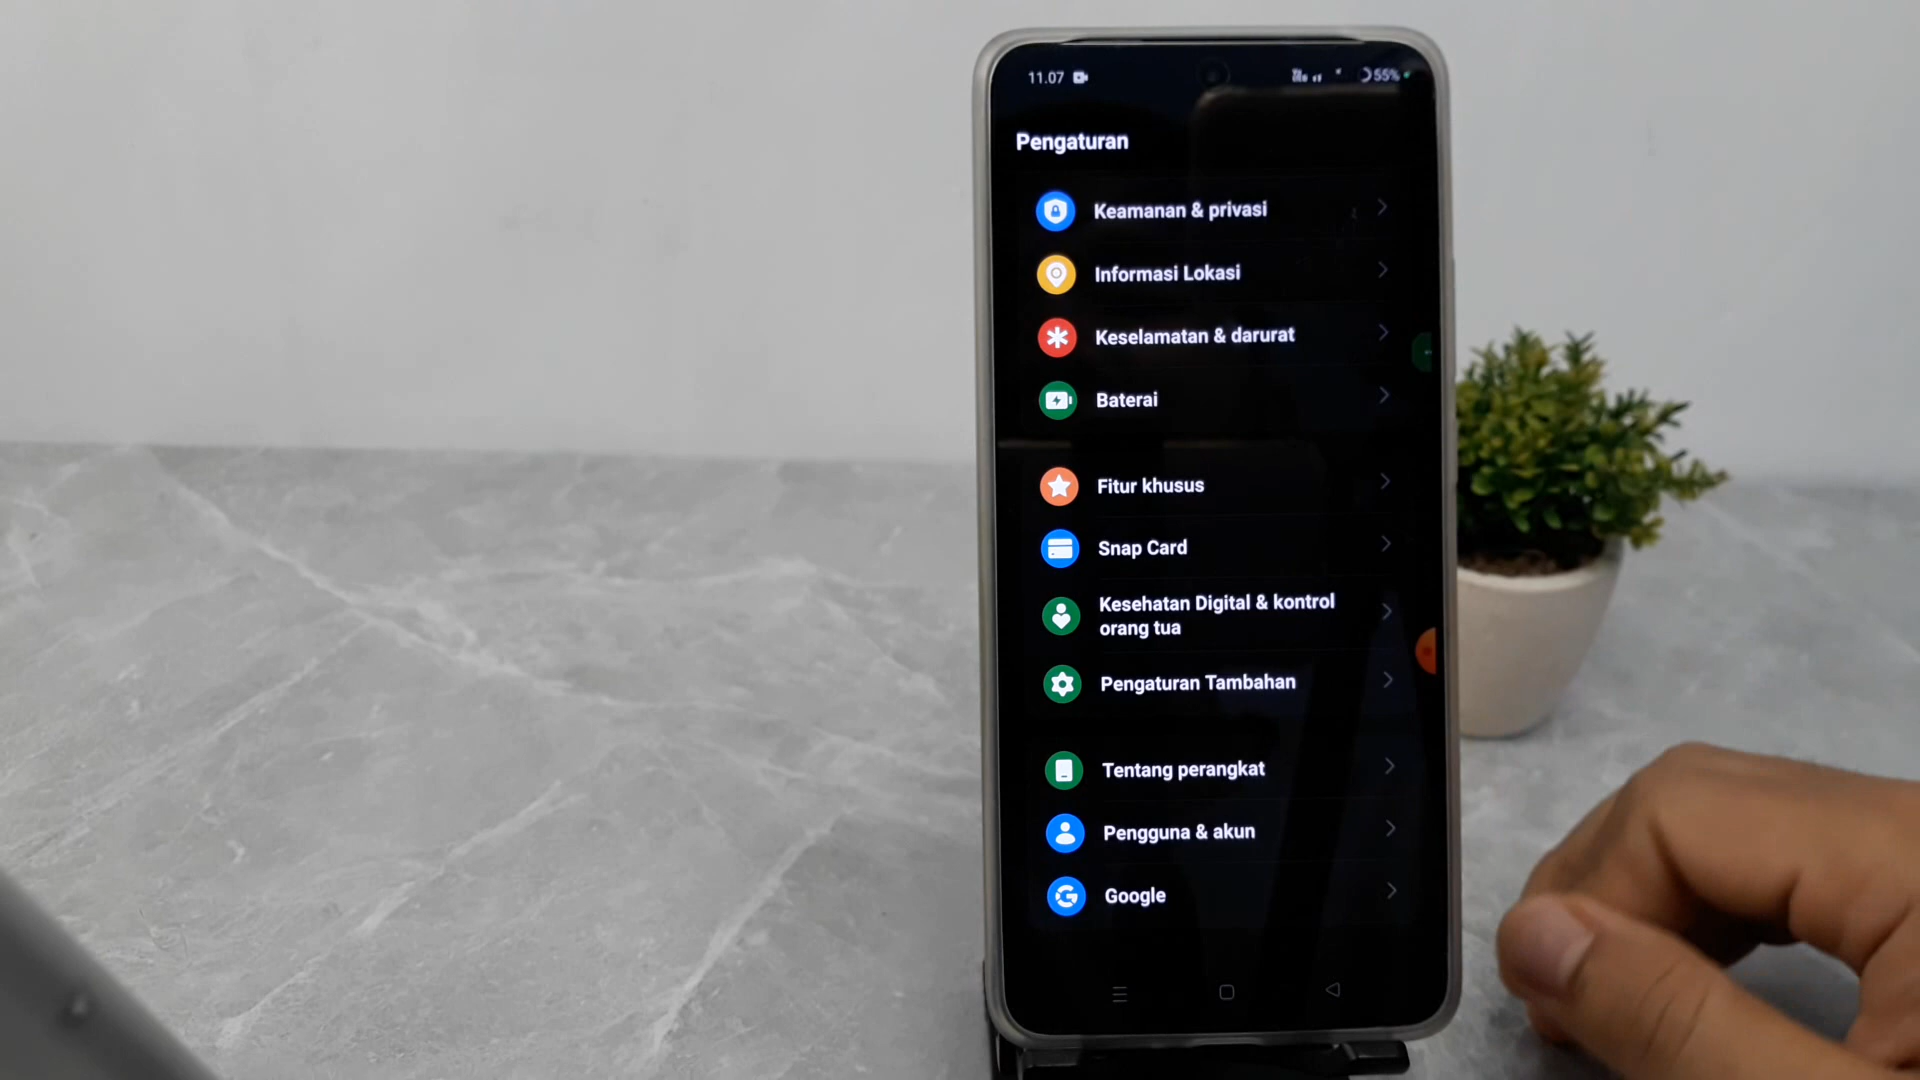 11.07
55%
Pengaturan
Keamanan & privasi
Informasi Lokasi
Keselamatan & darurat
Baterai
Fitur khusus
Snap Card
Kesehatan Digital & kontrol
orang tua
Pengaturan Tambahan
Tentang perangkat
Pengguna & akun
Google